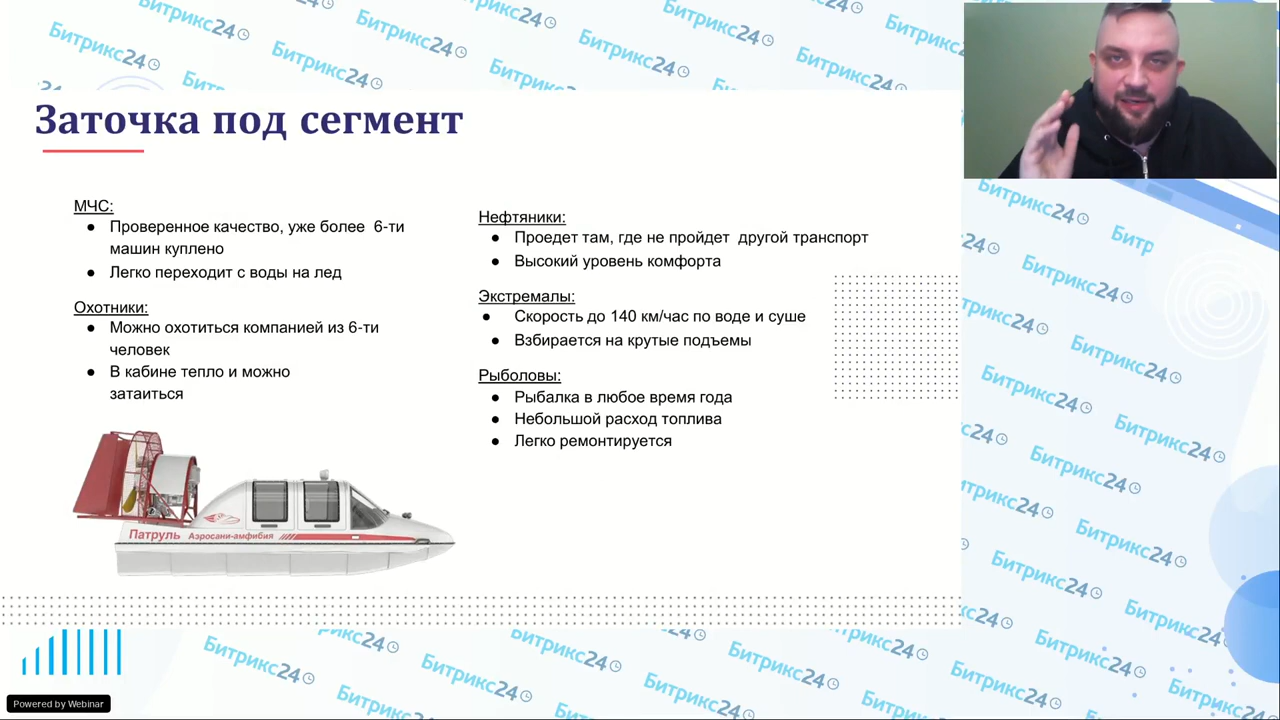 Заточка под сегмент
МЧС:
● Проверенное качество, уже более 6-ти
машин куплено
● Легко переходит с воды на лед
Охотники:
● Можно охотиться компанией из 6-ти
человек
● В кабине тепло и можно
затаиться
Нефтяники:
● Проедет там, где не пройдет другой транспорт
● Высокий уровень комфорта
Экстремалы:
● Скорость до 140 км/час по воде и суше
● Взбирается на крутые подъемы
Рыболовы:
● Рыбалка в любое время года
● Небольшой расход топлива
● Легко ремонтируется
Патруль Аэросани-амфибия
Битрикс24
Powered by Webinar